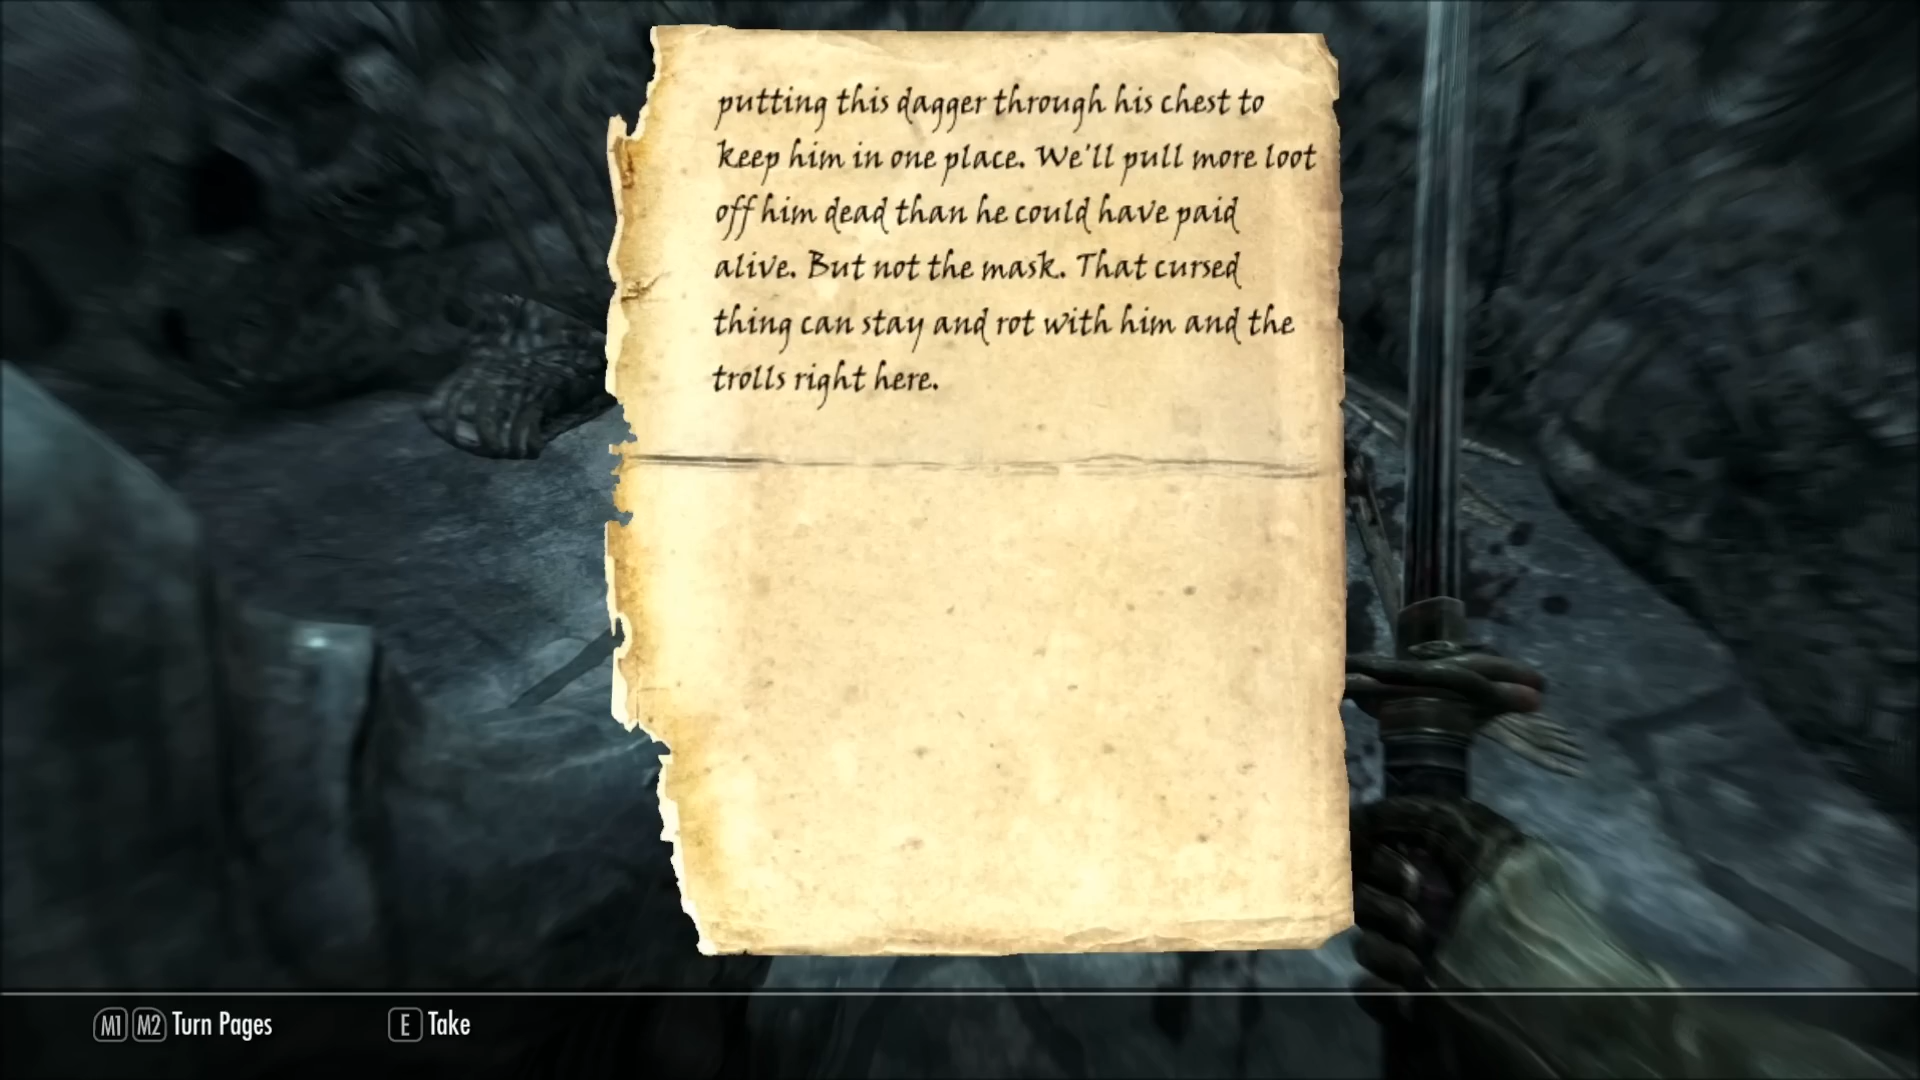 putting this dagger through his chest to
keep him in one place. We'll pull more loot
off him dead than he could have paid
alive. But not the mask. That cursed
thing can stay and rot with him and the
trolls right here.
M1 M2 Turn Pages E Take